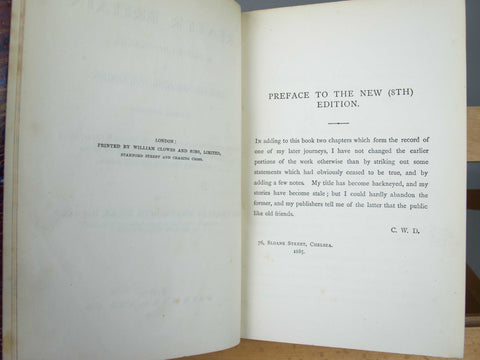 LONDON:
PRINTED BY WILLIAM CLOWES AND SONS, LIMITED,
STAMFORD STREET AND CHARING CROSS.
PREFACE TO THE NEW (8TH)
EDITION.
In adding to this book two chapters which form the record of
one of my later journeys, I have not changed the earlier
portions of the work otherwise than by striking out some
statements which had obviously ceased to be true, and by
adding a few notes. My title has become hackneyed, and my
stories have become stale; but I could hardly abandon the
former, and my publishers tell me of the latter that the public
like old friends.
C. W. D.
76, Sloane Street, Chelsea.
1885.